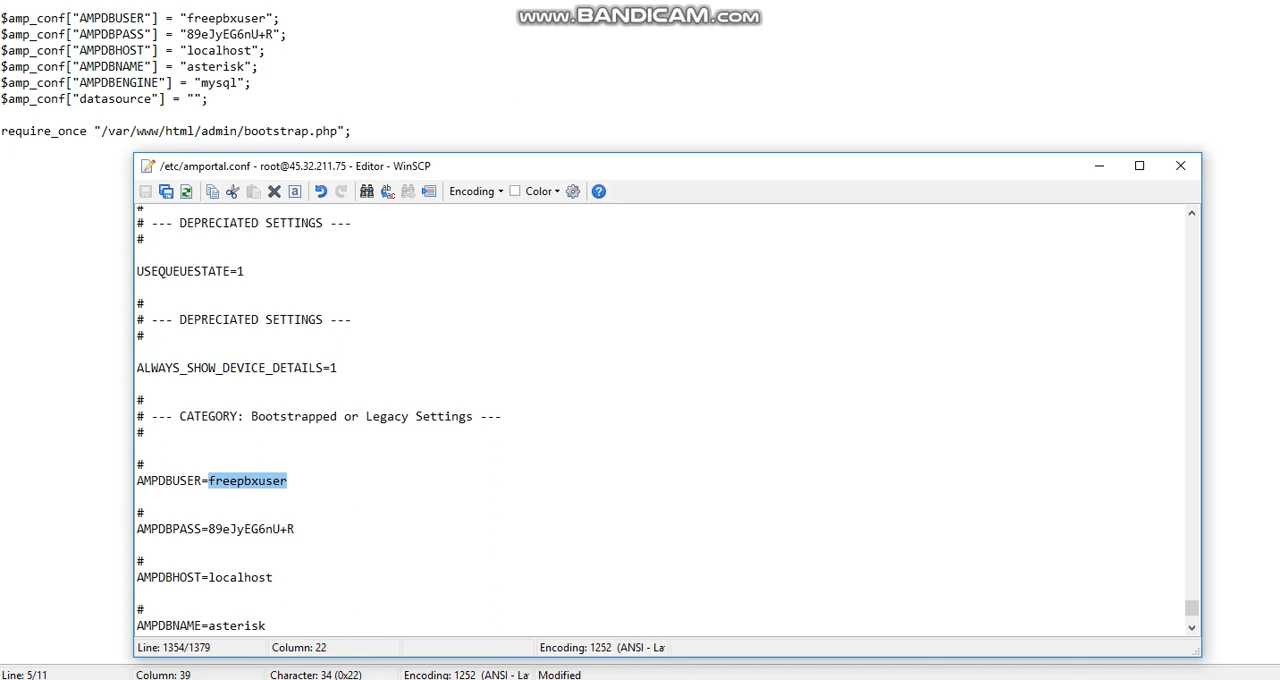 www.BANDICAM.com
$amp_conf["AMPDBUSER"] = "freepbxuser";
$amp_conf["AMPDBPASS"] = "89eJyEG6nU+R";
$amp_conf["AMPDBHOST"] = "localhost";
$amp_conf["AMPDBNAME"] = "asterisk";
$amp_conf["AMPDBENGINE"] = "mysql";
$amp_conf["datasource"] = "";
require_once "/var/www/html/admin/bootstrap.php";
/etc/amportal.conf - root@45.32.211.75 - Editor - WinSCP
Encoding Color
#
# --- DEPRECIATED SETTINGS ---
#
USEQUEUESTATE=1
#
# --- DEPRECIATED SETTINGS ---
#
ALWAYS_SHOW_DEVICE_DETAILS=1
#
# --- CATEGORY: Bootstrapped or Legacy Settings ---
#
#
AMPDBUSER=freepbxuser
#
AMPDBPASS=89eJyEG6nU+R
#
AMPDBHOST=localhost
#
AMPDBNAME=asterisk
Line: 1354/1379 Column: 22 Encoding: 1252 (ANSI - La
Line: 5/11 Column: 39 Character: 34 (0x22) Encoding: 1252 (ANSI - La Modified